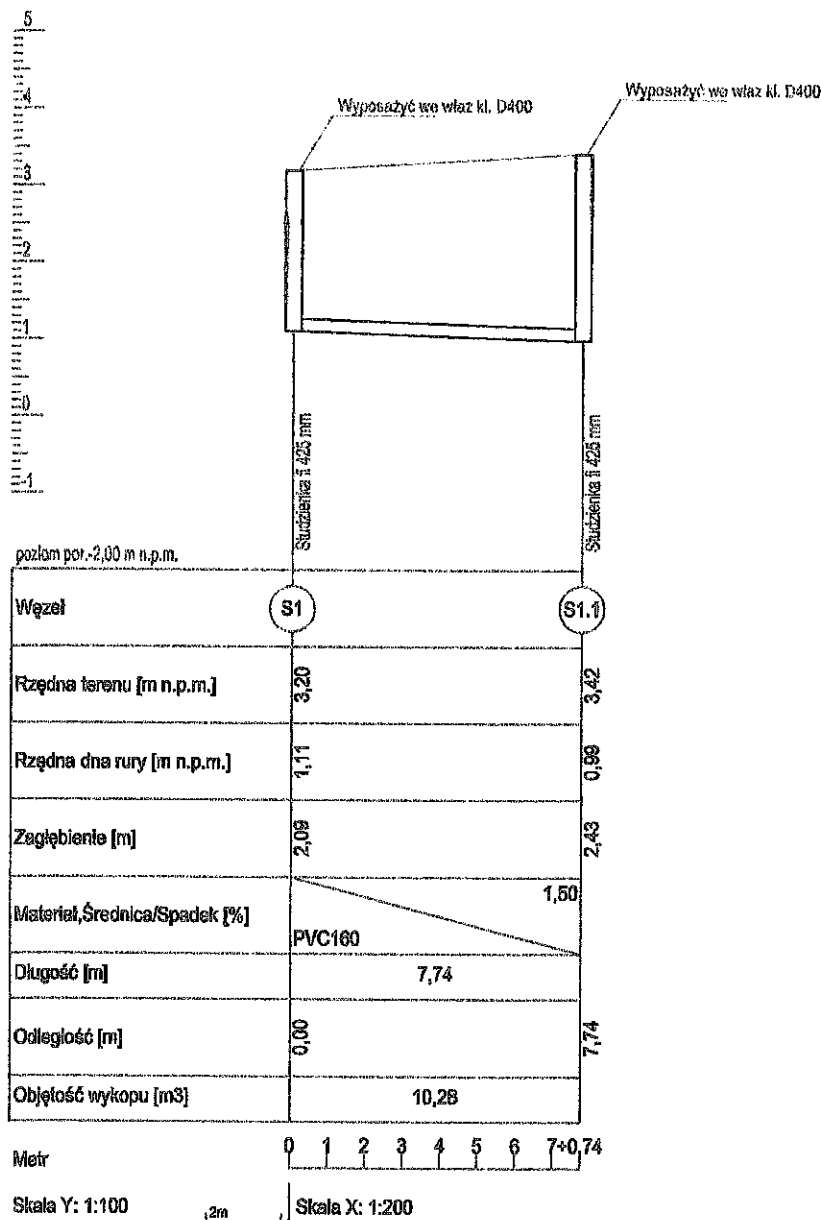 5
4
3
2
1
0
-1
Wyposażyć we właz kl. D400
Wyposażyć we właz kl. D400
Studzienka fi 425 mm
Studzienka fi 425 mm
poziom por.-2,00 m n.p.m.
Węzeł S1 S1.1
Rzędna terenu [m n.p.m.] 3,20 3,42
Rzędna dna rury [m n.p.m.] 1,11 0,99
Zagłębienie [m] 2,09 2,43
Materiał,Średnica/Spadek [%] PVC160 1,50
Długość [m] 7,74
Odległość [m] 0,00 7,74
Objętość wykopu [m3] 10,28
Metr 0 1 2 3 4 5 6 7+0,74
Skala Y: 1:100 2m Skala X: 1:200